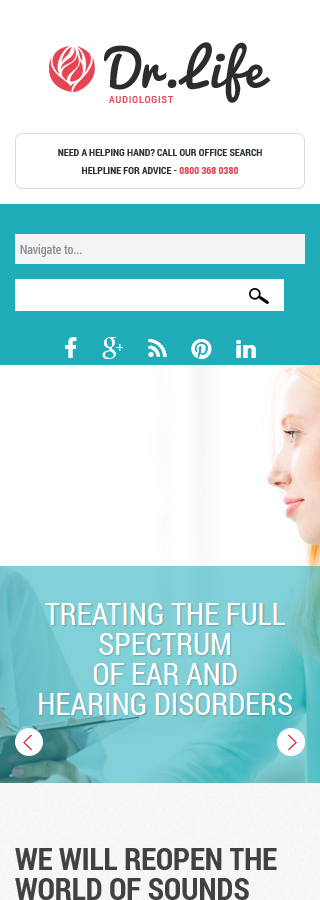 Dr.Life
AUDIOLOGIST
NEED A HELPING HAND? CALL OUR OFFICE SEARCH
HELPLINE FOR ADVICE - 0800 368 0380
Navigate to...
TREATING THE FULL
SPECTRUM
OF EAR AND
HEARING DISORDERS
WE WILL REOPEN THE
WORLD OF SOUNDS